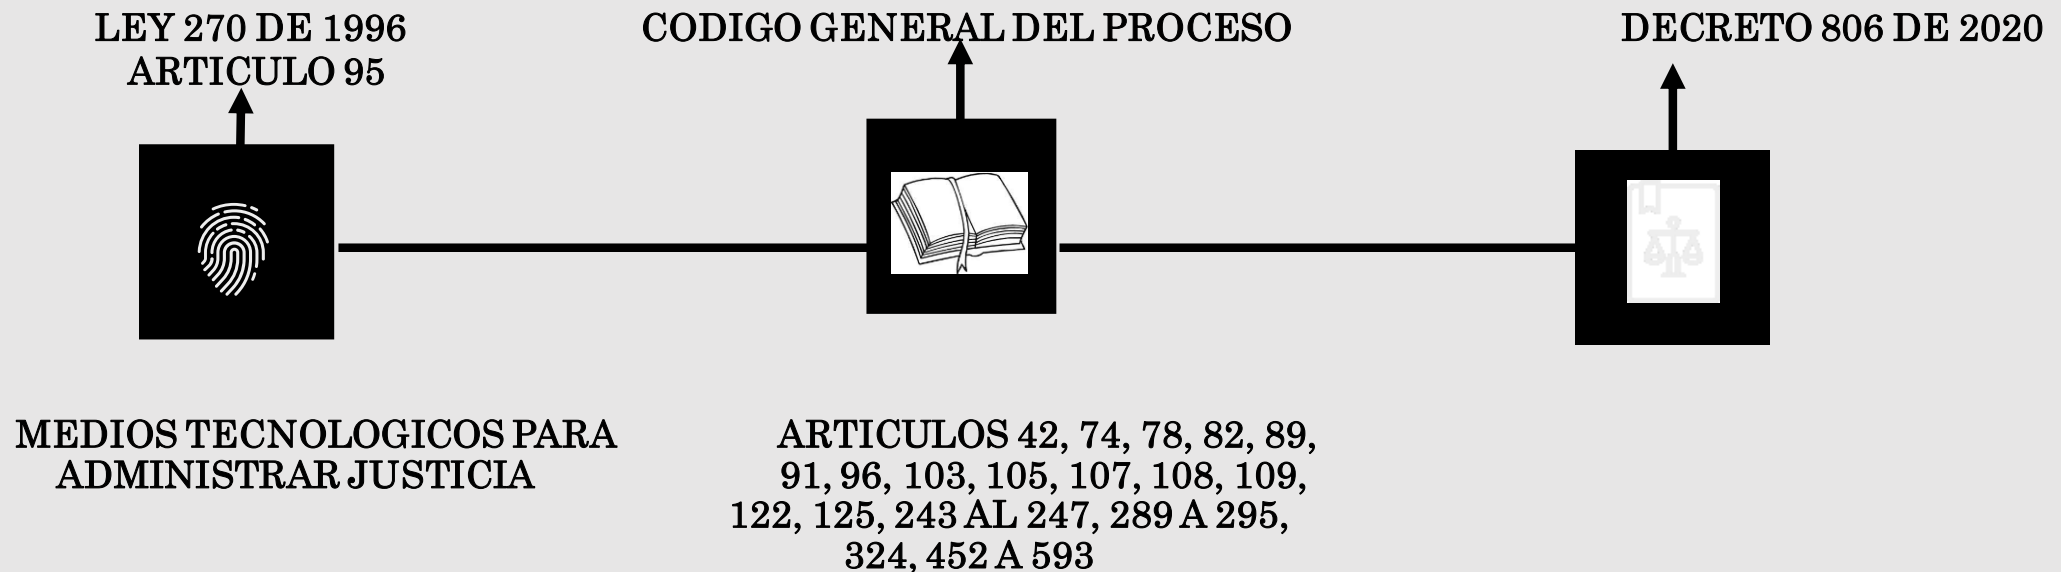 LEY 270 DE 1996
ARTICULO 95
CODIGO GENERAL DEL PROCESO
DECRETO 806 DE 2020
MEDIOS TECNOLOGICOS PARA
ADMINISTRAR JUSTICIA
ARTICULOS 42, 74, 78, 82, 89,
91, 96, 103, 105, 107, 108, 109,
122, 125, 243 AL 247, 289 A 295,
324, 452 A 593